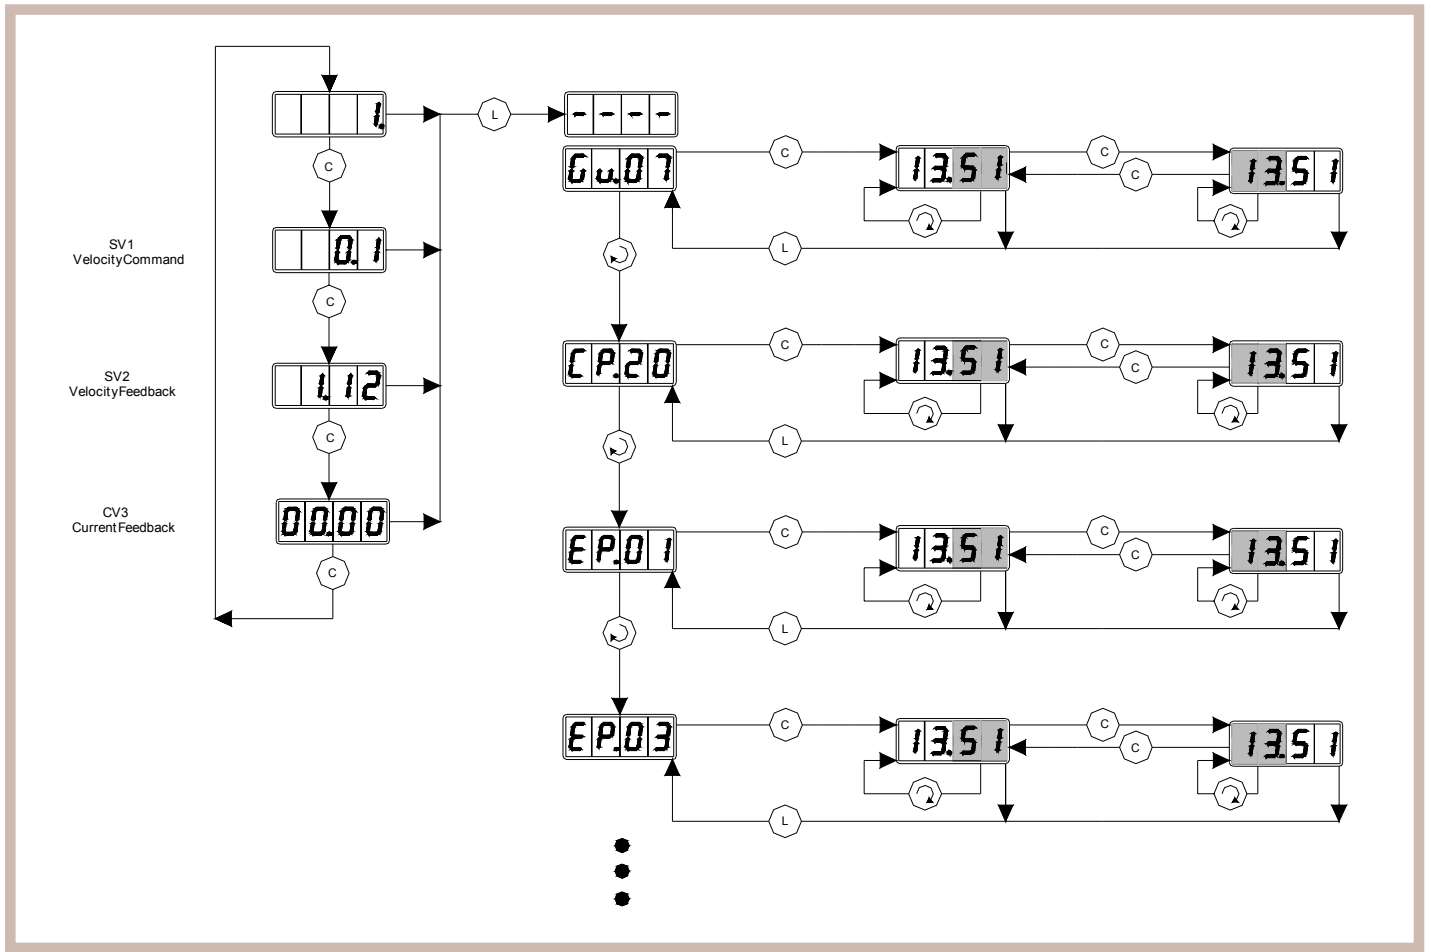 1.
L
- - - -
C
Gu.07
C
13.51
C
C
13.51
L
SV1
VelocityCommand
0.1
C
CP.20
C
13.51
C
C
13.51
L
SV2
VelocityFeedback
1.12
C
CV3
CurrentFeedback
00.00
EP.01
C
13.51
C
C
13.51
L
C
EP.03
C
13.51
C
C
13.51
L